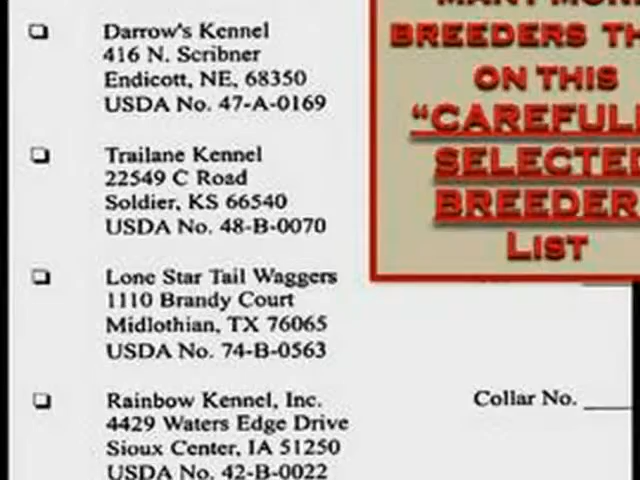 Darrow's Kennel
416 N. Scribner
Endicott, NE, 68350
USDA No. 47-A-0169
Trailane Kennel
22549 C Road
Soldier, KS 66540
USDA No. 48-B-0070
Lone Star Tail Waggers
1110 Brandy Court
Midlothian, TX 76065
USDA No. 74-B-0563
Rainbow Kennel, Inc.
4429 Waters Edge Drive
Sioux Center, IA 51250
USDA No. 42-B-0022
Collar No.
BREEDERS
ON THIS
LIST